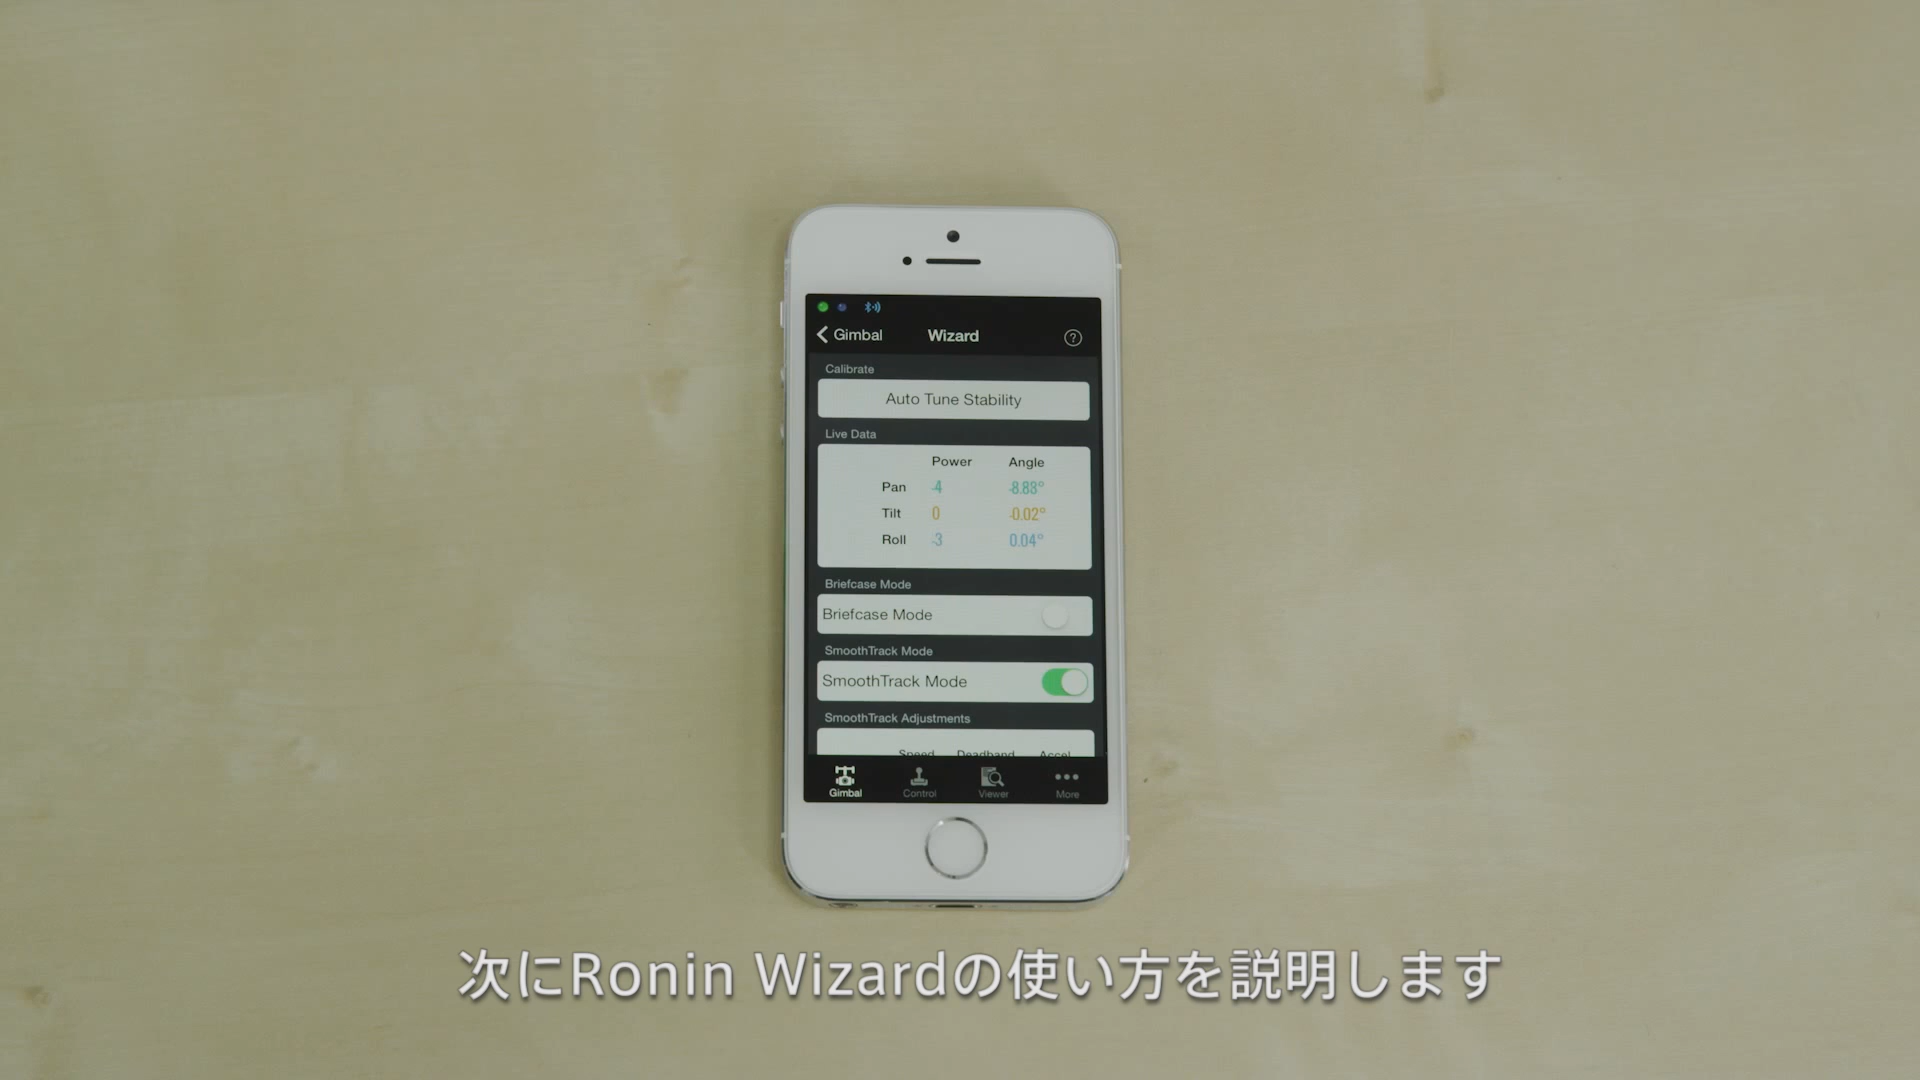 Gimbal Wizard ?
Calibrate
Auto Tune Stability
Live Data
Power Angle
Pan -4 -8.88°
Tilt 0 -0.02°
Roll -3 0.04°
Briefcase Mode
Briefcase Mode
SmoothTrack Mode
SmoothTrack Mode
SmoothTrack Adjustments
Speed Deadband Accel
Gimbal Control Viewer More
次にRonin Wizardの使い方を説明します